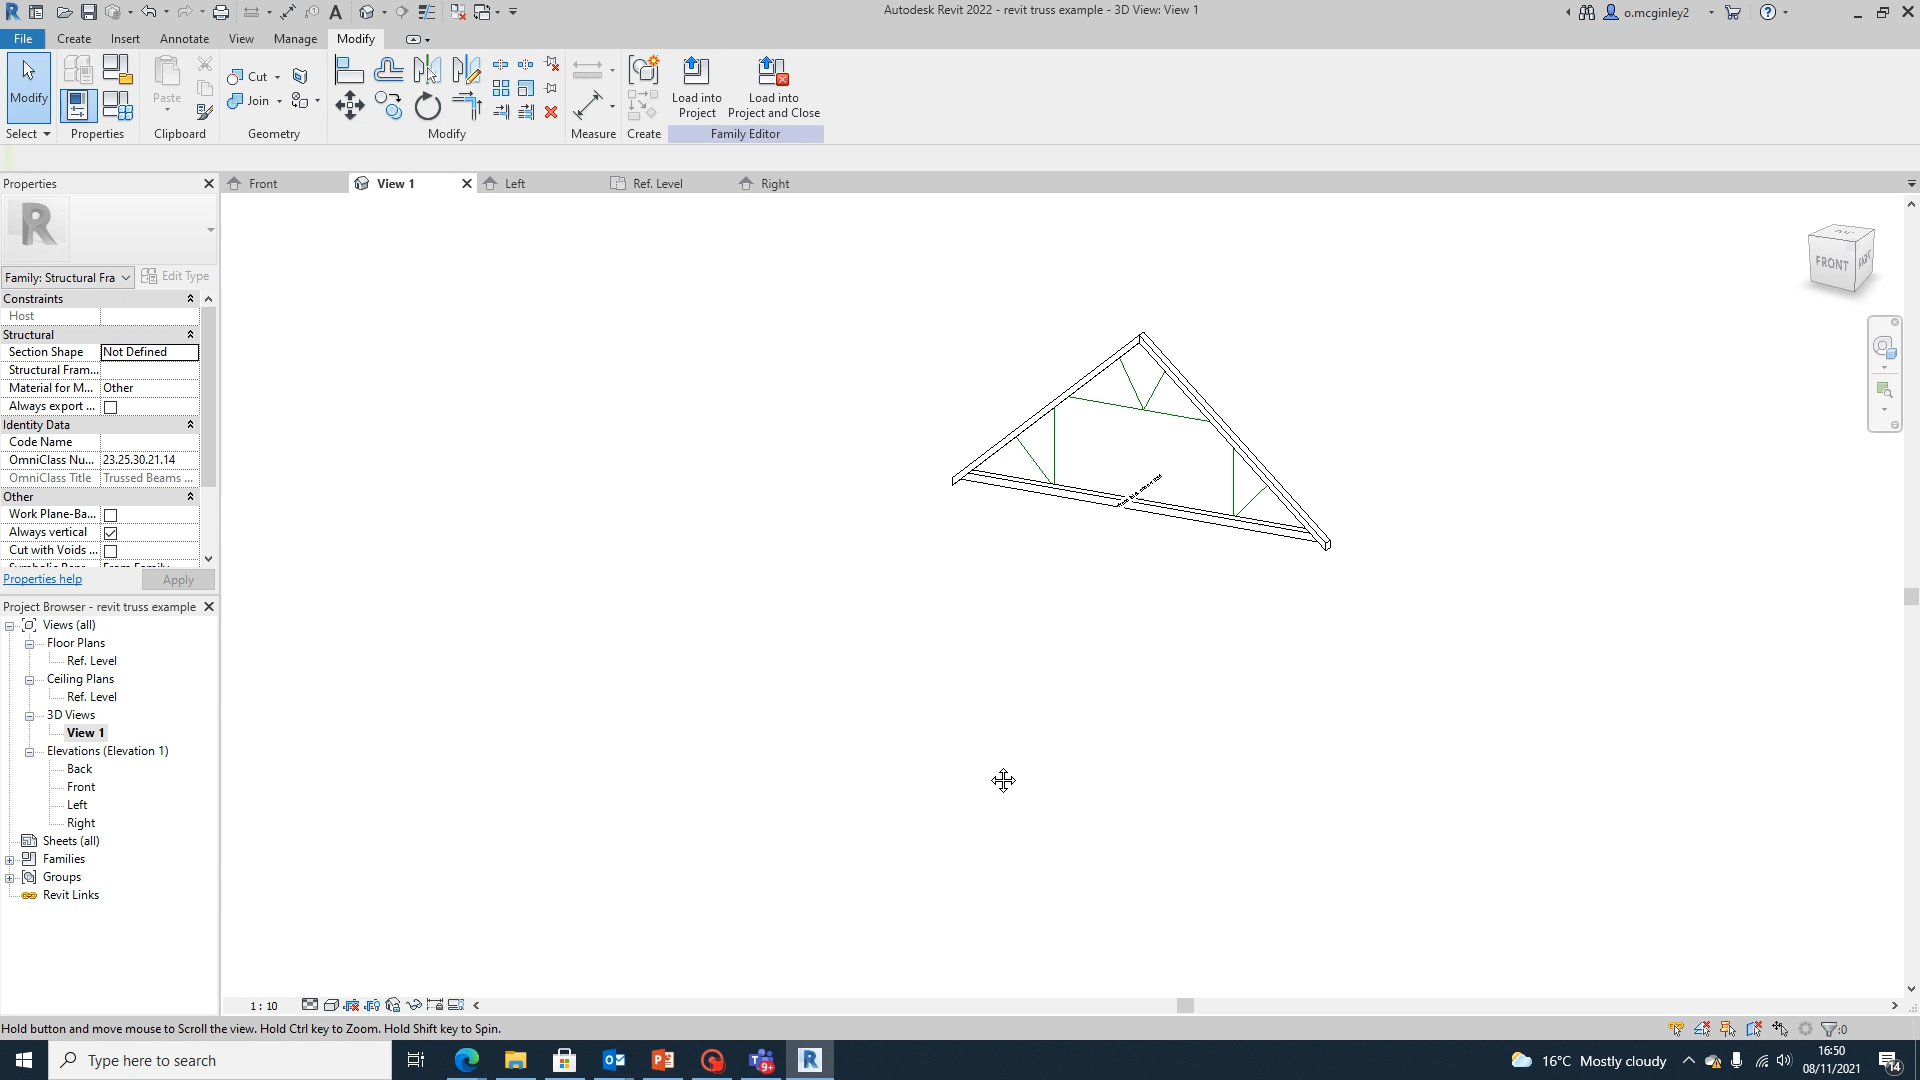 Autodesk Revit 2022 - revit truss example - 3D View: View 1
o.mcginley2
File Create Insert Annotate View Manage Modify
Modify
Select
Properties
Paste
Clipboard
Cut
Join
Geometry
Modify
Measure
Create
Load into Project
Load into Project and Close
Family Editor
Properties
Front
View 1
Left
Ref. Level
Right
FRONT
Family: Structural Fra
Edit Type
Constraints
Host
Structural
Section Shape Not Defined
Structural Fram...
Material for M... Other
Always export ...
Identity Data
Code Name
OmniClass Nu... 23.25.30.21.14
OmniClass Title Trussed Beams ...
Other
Work Plane-Ba...
Always vertical
Cut with Voids ...
Properties help
Apply
Project Browser - revit truss example
Views (all)
Floor Plans
Ref. Level
Ceiling Plans
Ref. Level
3D Views
View 1
Elevations (Elevation 1)
Back
Front
Left
Right
Sheets (all)
Families
Groups
Revit Links
1 : 10
Hold button and move mouse to Scroll the view. Hold Ctrl key to Zoom. Hold Shift key to Spin.
:0
Type here to search
9+
16°C Mostly cloudy
16:50
08/11/2021
14